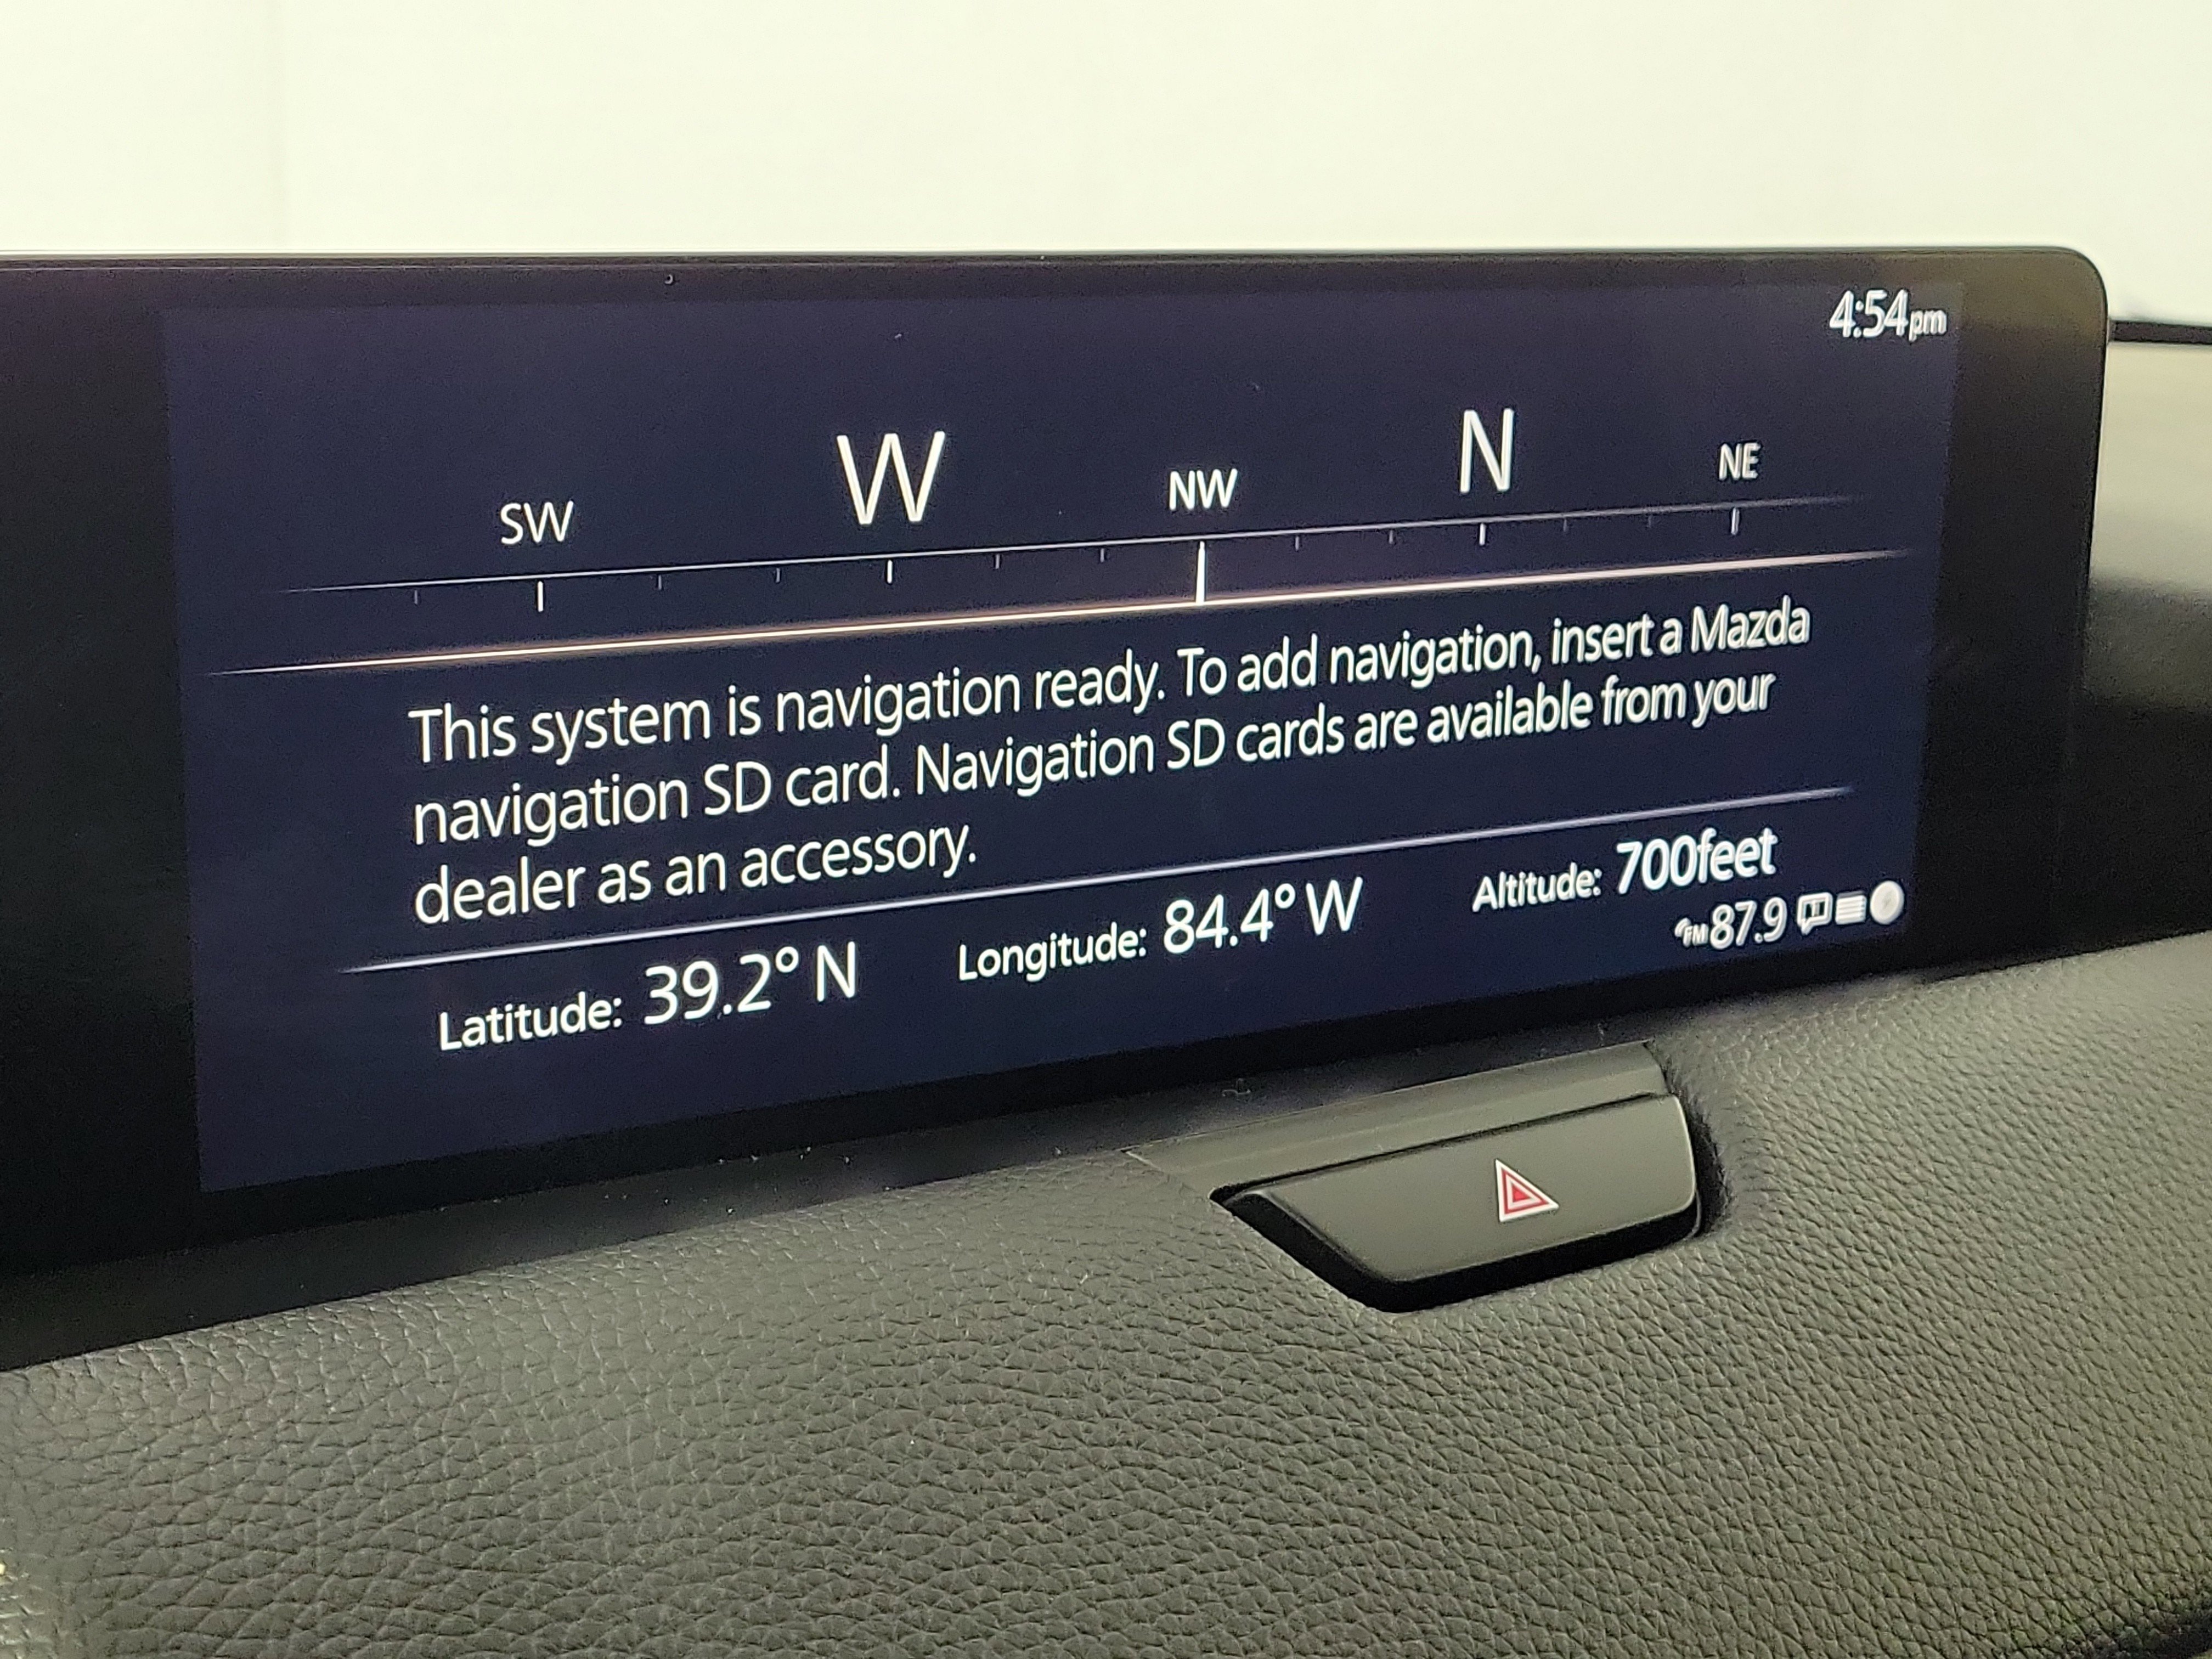 4:54pm
SW W NW N NE
This system is navigation ready. To add navigation, insert a Mazda
navigation SD card. Navigation SD cards are available from your
dealer as an accessory.
Latitude: 39.2° N Longitude: 84.4° W Altitude: 700feet
FM 87.9